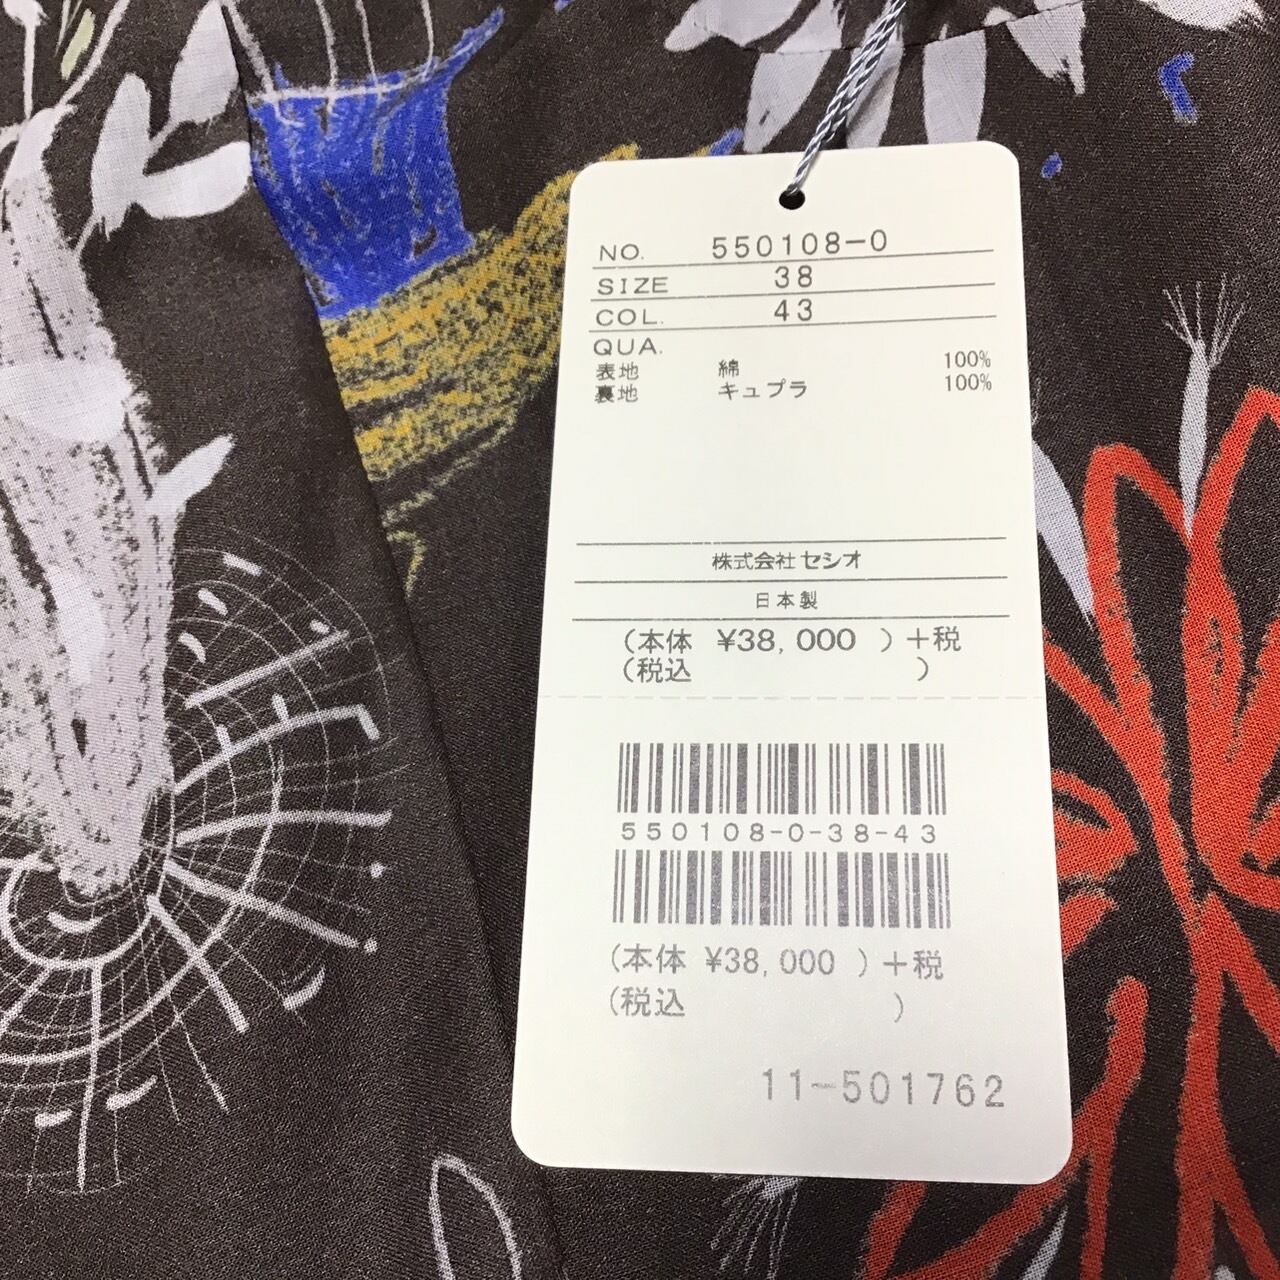 NO. 550108-0
SIZE 38
COL. 43
QUA.
表地 綿 100%
裏地 キュプラ 100%
株式会社 セシオ
日本製
(本体 ¥38,000 )+税
(税込 )
550108-0-38-43
(本体 ¥38,000 )+税
(税込 )
11-501762